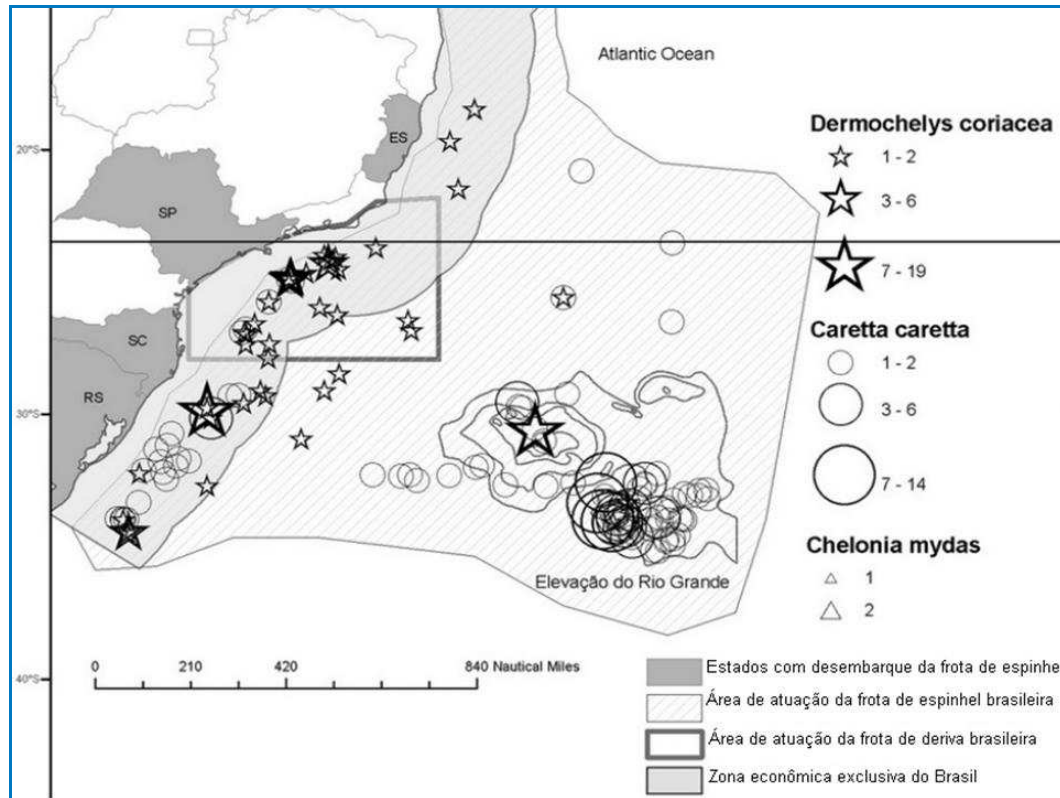 Atlantic Ocean
Dermochelys coriacea
1 - 2
3 - 6
7 - 19
Caretta caretta
1 - 2
3 - 6
7 - 14
Chelonia mydas
1
2
20°S
30°S
40°S
ES
SP
SC
RS
Elevação do Rio Grande
0 210 420 840 Nautical Miles
Estados com desembarque da frota de espinhe
Área de atuação da frota de espinhel brasileira
Área de atuação da frota de deriva brasileira
Zona econômica exclusiva do Brasil